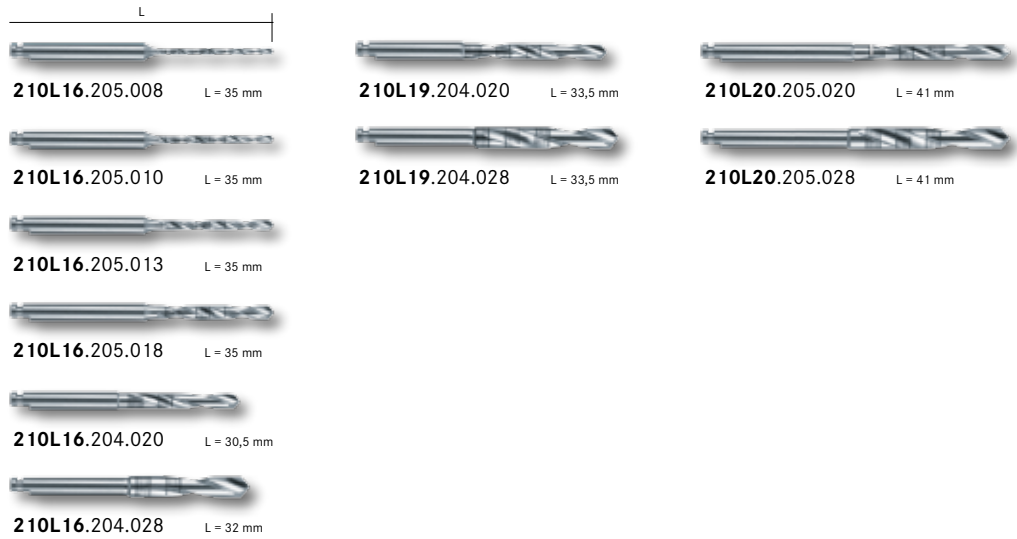 L
210L16.205.008 L = 35 mm
210L16.205.010 L = 35 mm
210L16.205.013 L = 35 mm
210L16.205.018 L = 35 mm
210L16.204.020 L = 30,5 mm
210L16.204.028 L = 32 mm
210L19.204.020 L = 33,5 mm
210L19.204.028 L = 33,5 mm
210L20.205.020 L = 41 mm
210L20.205.028 L = 41 mm